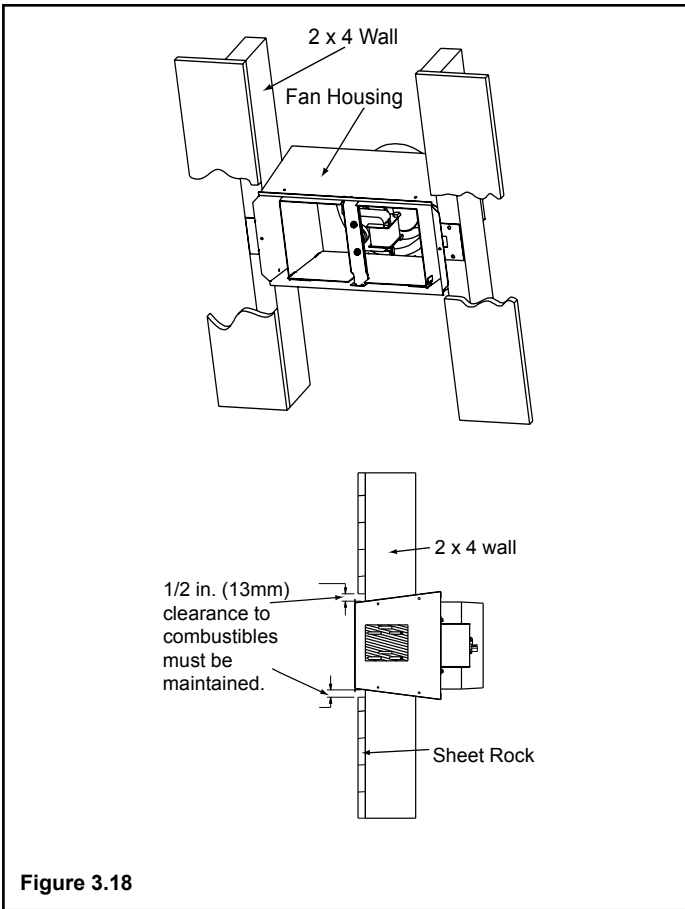 2 x 4 Wall
Fan Housing
2 x 4 wall
1/2 in. (13mm)
clearance to
combustibles
must be
maintained.
Sheet Rock
Figure 3.18